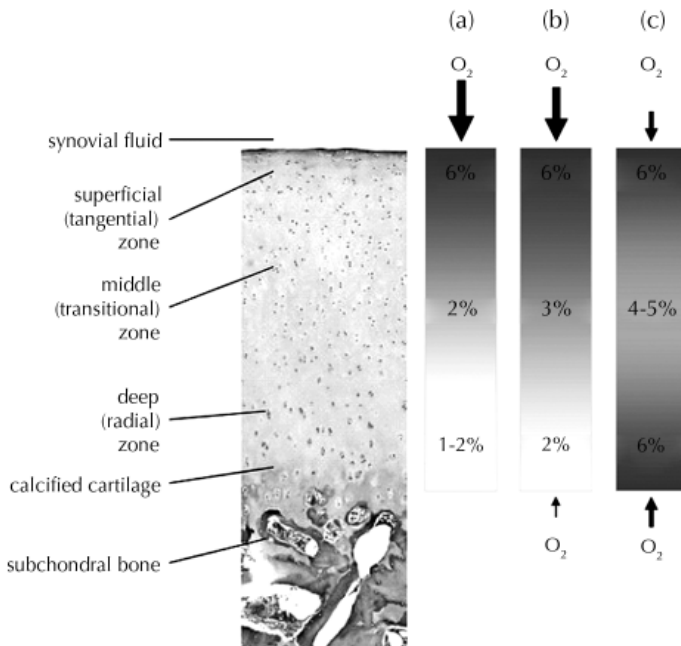 (a) (b) (c)
O₂ O₂ O₂
synovial fluid
superficial
(tangential)
zone
middle
(transitional)
zone
deep
(radial)
zone
calcified cartilage
subchondral bone
6% 6% 6%
2% 3% 4-5%
1-2% 2% 6%
O₂ O₂